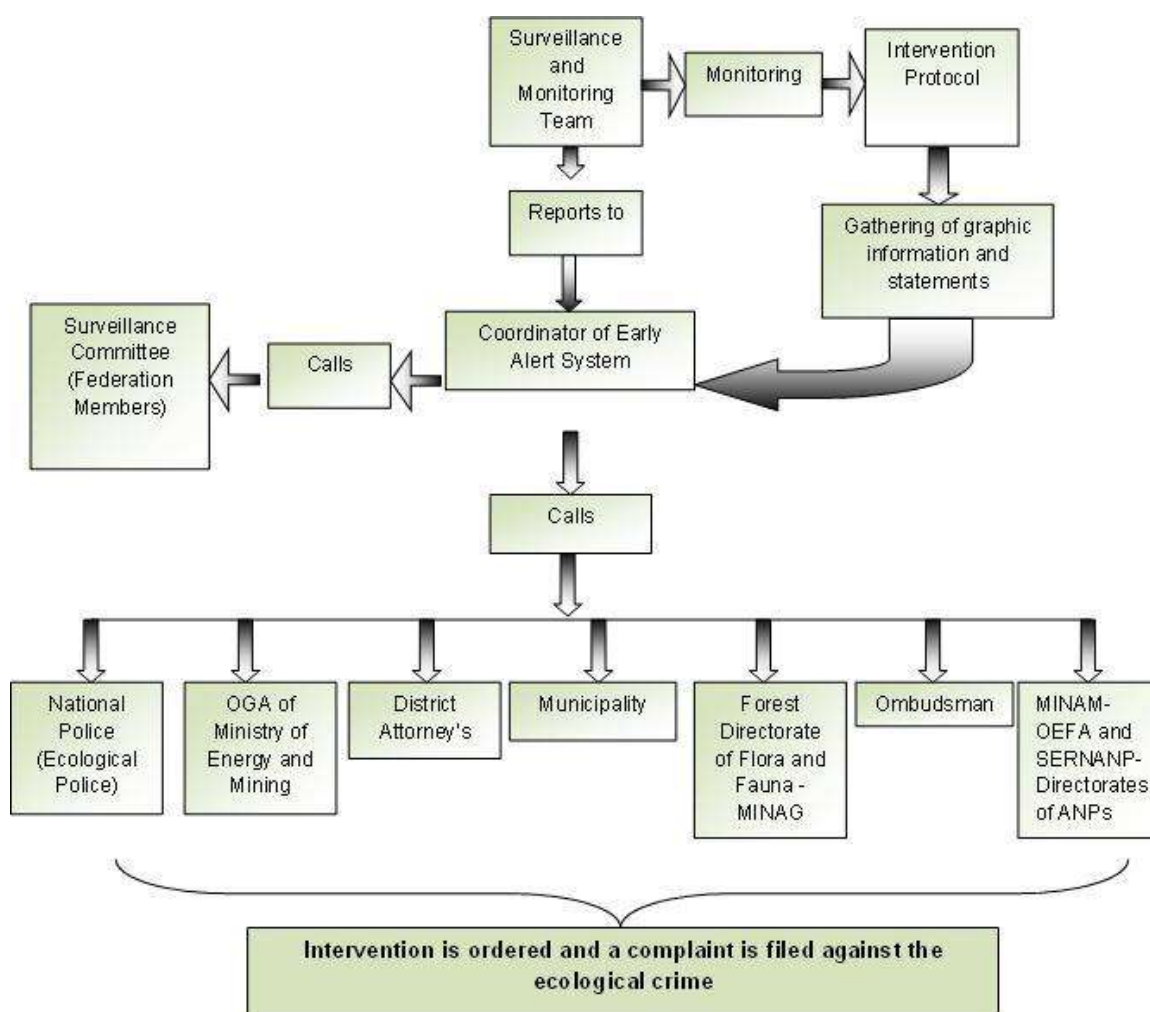 Surveillance
and
Monitoring
Team
Monitoring
Intervention
Protocol
Reports to
Gathering of graphic
information and
statements
Surveillance
Committee
(Federation
Members)
Calls
Coordinator of Early
Alert System
Calls
National
Police
(Ecological
Police)
OGA of
Ministry of
Energy and
Mining
District
Attorney's
Municipality
Forest
Directorate
of Flora and
Fauna -
MINAG
Ombudsman
MINAM-
OEFA and
SERNANP-
Directorates
of ANPs
Intervention is ordered and a complaint is filed against the
ecological crime